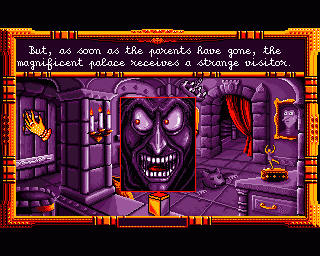 But, as soon as the parents have gone, the
magnificent palace receives a strange visitor.